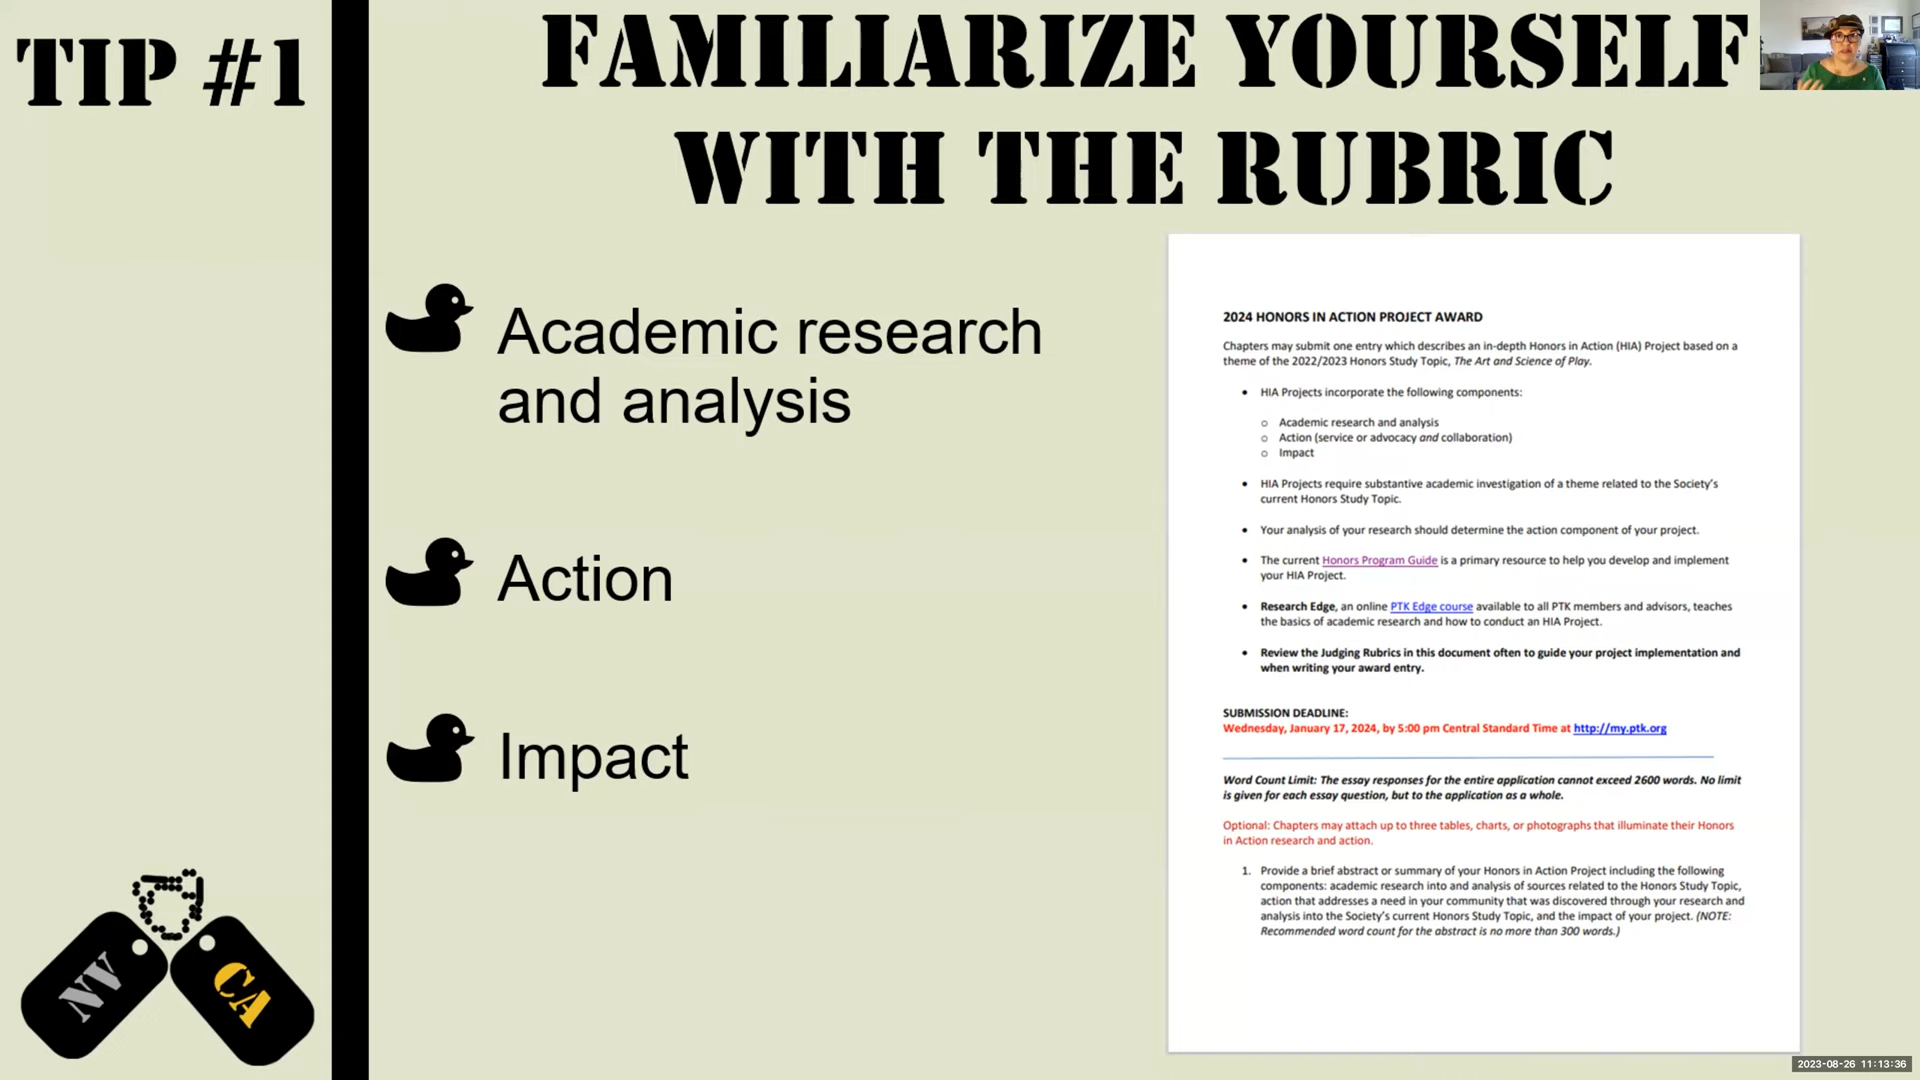 TIP #1
FAMILIARIZE YOURSELF
WITH THE RUBRIC
Academic research
and analysis
Action
Impact
NV
CA
2024 HONORS IN ACTION PROJECT AWARD
Chapters may submit one entry which describes an in-depth Honors in Action (HIA) Project based on a
theme of the 2022/2023 Honors Study Topic, The Art and Science of Play.
• HIA Projects incorporate the following components:
o Academic research and analysis
o Action (service or advocacy and collaboration)
o Impact
• HIA Projects require substantive academic investigation of a theme related to the Society's
current Honors Study Topic.
• Your analysis of your research should determine the action component of your project.
• The current Honors Program Guide is a primary resource to help you develop and implement
your HIA Project.
• Research Edge, an online PTK Edge course available to all PTK members and advisors, teaches
the basics of academic research and how to conduct an HIA Project.
• Review the Judging Rubrics in this document often to guide your project implementation and
when writing your award entry.
SUBMISSION DEADLINE:
Wednesday, January 17, 2024, by 5:00 pm Central Standard Time at http://my.ptk.org
Word Count Limit: The essay responses for the entire application cannot exceed 2600 words. No limit
is given for each essay question, but to the application as a whole.
Optional: Chapters may attach up to three tables, charts, or photographs that illuminate their Honors
in Action research and action.
1. Provide a brief abstract or summary of your Honors in Action Project including the following
components: academic research into and analysis of sources related to the Honors Study Topic,
action that addresses a need in your community that was discovered through your research and
analysis into the Society's current Honors Study Topic, and the impact of your project. (NOTE:
Recommended word count for the abstract is no more than 300 words.)
2023-08-26 11:13:36